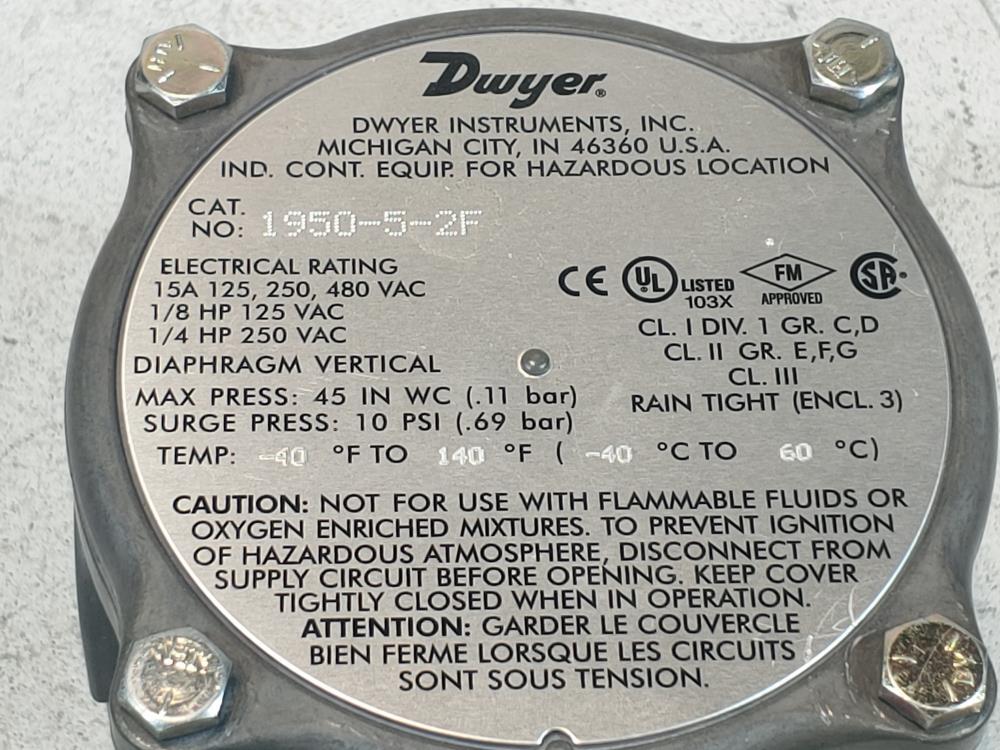 Dwyer®
DWYER INSTRUMENTS, INC.
MICHIGAN CITY, IN 46360 U.S.A.
IND. CONT. EQUIP. FOR HAZARDOUS LOCATION
CAT.
NO: 1950-5-2F
ELECTRICAL RATING
15A 125, 250, 480 VAC
1/8 HP 125 VAC
1/4 HP 250 VAC
DIAPHRAGM VERTICAL
MAX PRESS: 45 IN WC (.11 bar)
SURGE PRESS: 10 PSI (.69 bar)
CE UL LISTED FM SA
103X APPROVED
CL. I DIV. 1 GR. C,D
CL. II GR. E,F,G
CL. III
RAIN TIGHT (ENCL. 3)
TEMP: -40 °F TO 140 °F ( -40 °C TO 60 °C)
CAUTION: NOT FOR USE WITH FLAMMABLE FLUIDS OR
OXYGEN ENRICHED MIXTURES. TO PREVENT IGNITION
OF HAZARDOUS ATMOSPHERE, DISCONNECT FROM
SUPPLY CIRCUIT BEFORE OPENING. KEEP COVER
TIGHTLY CLOSED WHEN IN OPERATION.
ATTENTION: GARDER LE COUVERCLE
BIEN FERME LORSQUE LES CIRCUITS
SONT SOUS TENSION.